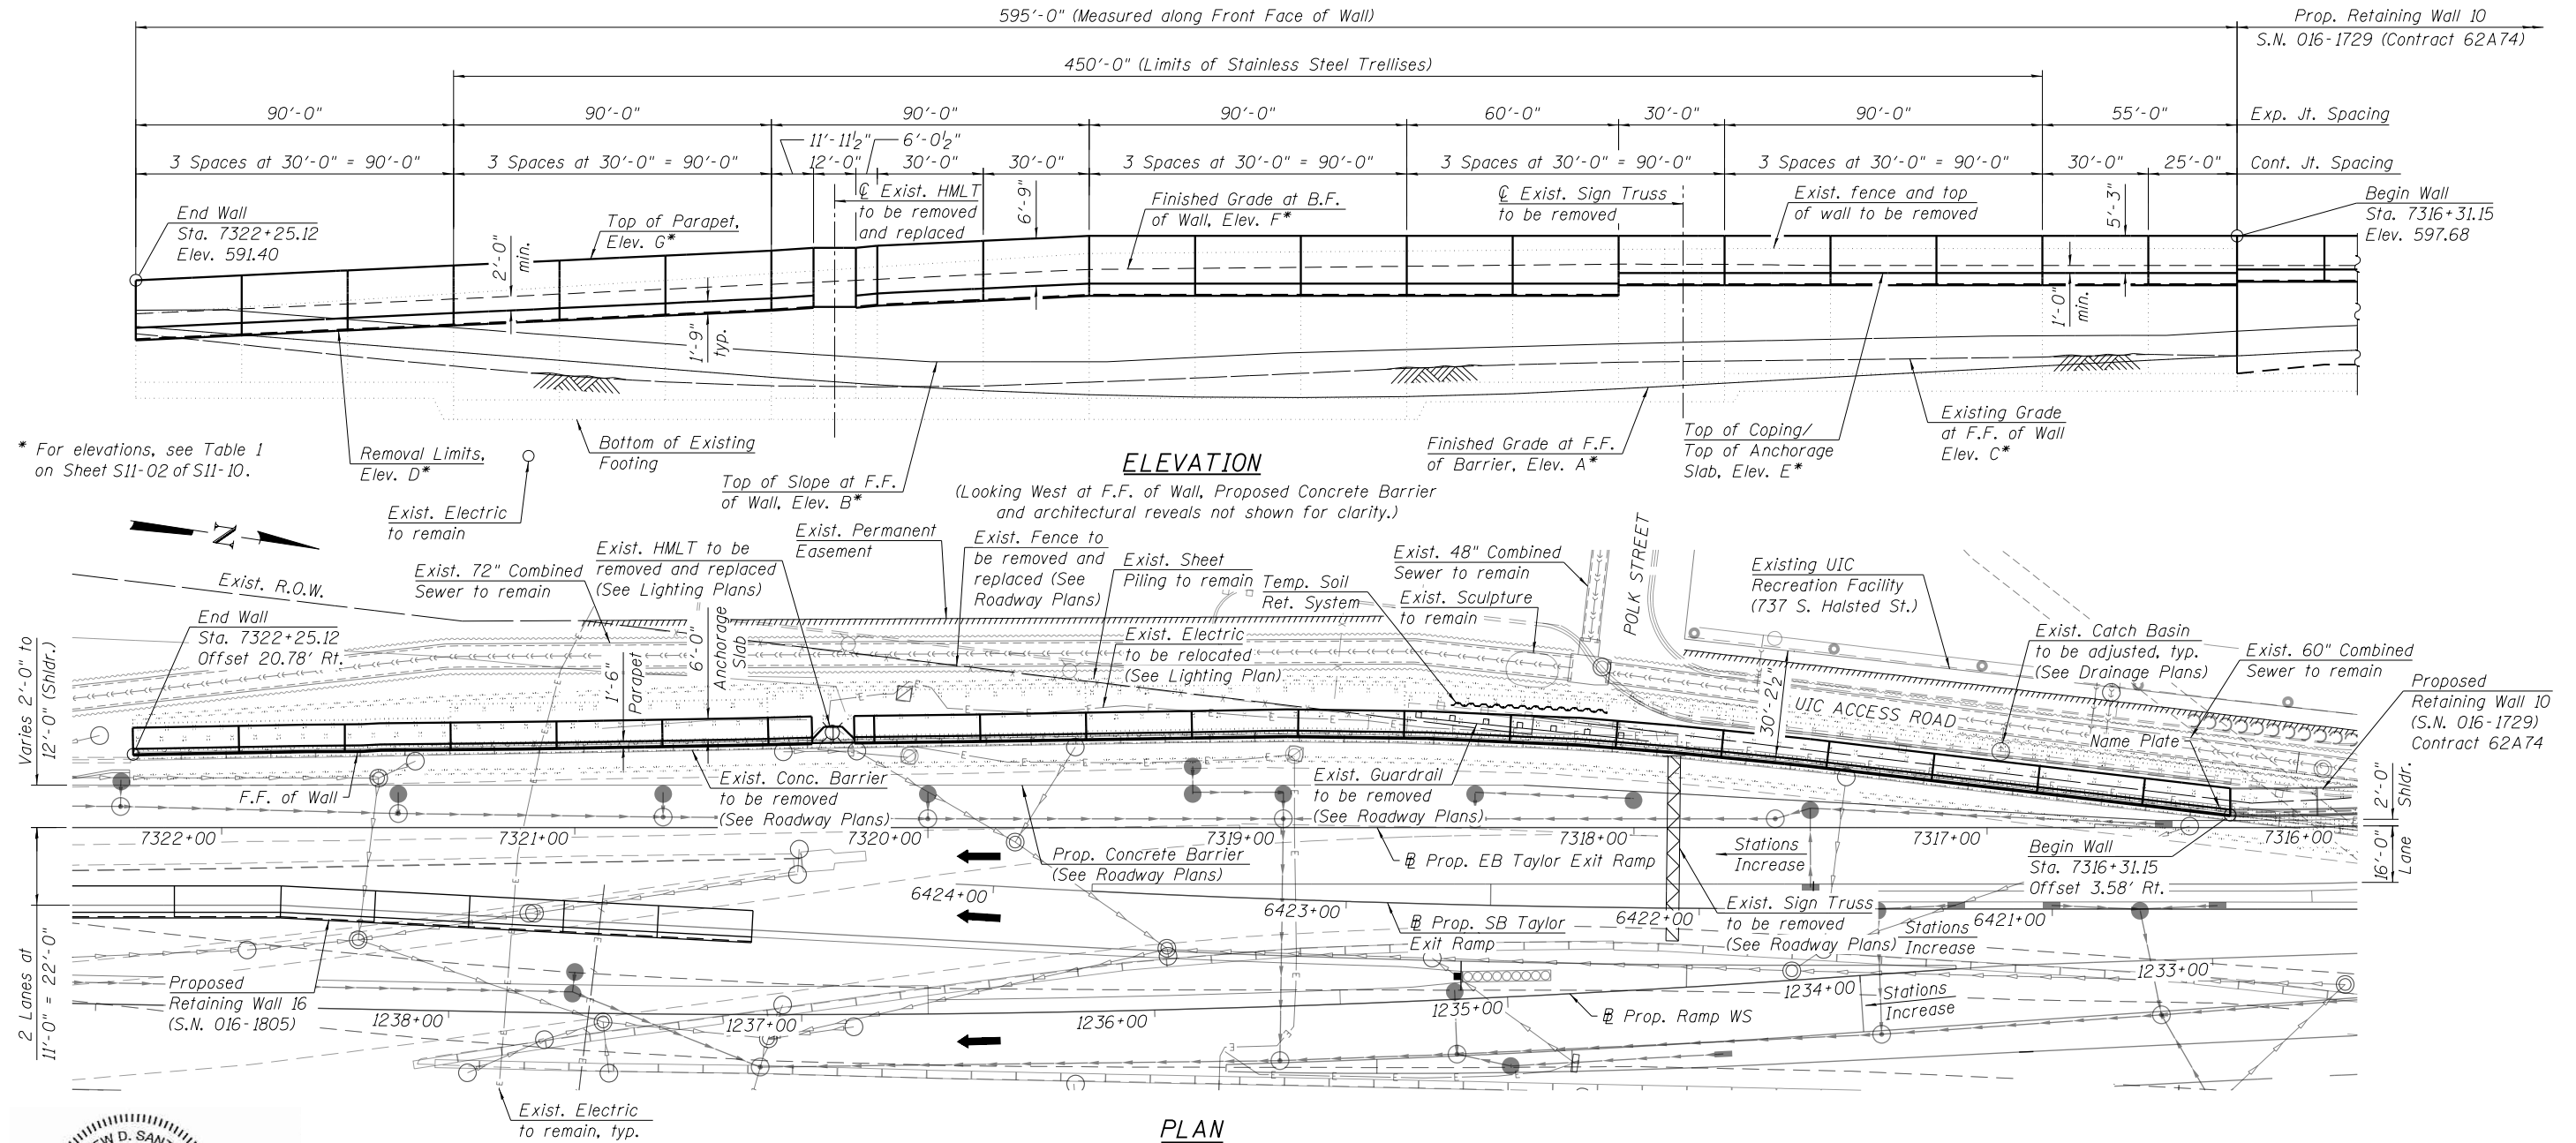 595'-0" (Measured along Front Face of Wall)
Prop. Retaining Wall 10
S.N. 016-1729 (Contract 62A74)
450'-0" (Limits of Stainless Steel Trellises)
90'-0"
90'-0"
90'-0"
90'-0"
60'-0"
30'-0"
90'-0"
55'-0"
Exp. Jt. Spacing
11'-11½"
6'-0½"
3 Spaces at 30'-0" = 90'-0"
3 Spaces at 30'-0" = 90'-0"
12'-0"
30'-0"
30'-0"
3 Spaces at 30'-0" = 90'-0"
3 Spaces at 30'-0" = 90'-0"
3 Spaces at 30'-0" = 90'-0"
30'-0"
25'-0"
Cont. Jt. Spacing
End Wall
Sta. 7322+25.12
Elev. 591.40
Top of Parapet,
Elev. G*
2'-0"
min.
1'-9"
typ.
℄ Exist. HMLT
to be removed
and replaced
6'-9"
Finished Grade at B.F.
of Wall, Elev. F*
℄ Exist. Sign Truss
to be removed
Exist. fence and top
of wall to be removed
5'-3"
1'-0"
min.
Begin Wall
Sta. 7316+31.15
Elev. 597.68
* For elevations, see Table 1
on Sheet S11-02 of S11-10.
Removal Limits,
Elev. D*
Bottom of Existing
Footing
Top of Slope at F.F.
of Wall, Elev. B*
ELEVATION
(Looking West at F.F. of Wall, Proposed Concrete Barrier
and architectural reveals not shown for clarity.)
Finished Grade at F.F.
of Barrier, Elev. A*
Top of Coping/
Top of Anchorage
Slab, Elev. E*
Existing Grade
at F.F. of Wall
Elev. C*
N
Exist. Electric
to remain
Exist. R.O.W.
End Wall
Sta. 7322+25.12
Offset 20.78' Rt.
Varies 2'-0" to
12'-0" (Shldr.)
Exist. 72" Combined
Sewer to remain
Exist. HMLT to be
removed and replaced
(See Lighting Plans)
1'-6"
Parapet
6'-0"
Anchorage
Slab
Exist. Permanent
Easement
Exist. Fence to
be removed and
replaced (See
Roadway Plans)
Exist. Sheet
Piling to remain
Exist. Electric
to be relocated
(See Lighting Plan)
Temp. Soil
Ret. System
Exist. 48" Combined
Sewer to remain
Exist. Sculpture
to remain
POLK STREET
Existing UIC
Recreation Facility
(737 S. Halsted St.)
30'-2½"
UIC ACCESS ROAD
Exist. Catch Basin
to be adjusted, typ.
(See Drainage Plans)
Name Plate
Exist. 60" Combined
Sewer to remain
Proposed
Retaining Wall 10
(S.N. 016-1729)
Contract 62A74
2'-0"
Shldr.
16'-0"
Lane
F.F. of Wall
Exist. Conc. Barrier
to be removed
(See Roadway Plans)
Exist. Guardrail
to be removed
(See Roadway Plans)
7322+00
7321+00
7320+00
7319+00
7318+00
7317+00
7316+00
Prop. Concrete Barrier
(See Roadway Plans)
℄ Prop. EB Taylor Exit Ramp
Stations
Increase
Begin Wall
Sta. 7316+31.15
Offset 3.58' Rt.
2 Lanes at
11'-0" = 22'-0"
6424+00
6423+00
6422+00
6421+00
℄ Prop. SB Taylor
Exit Ramp
Exist. Sign Truss
to be removed
(See Roadway Plans)
Stations
Increase
Proposed
Retaining Wall 16
(S.N. 016-1805)
1238+00
1237+00
1236+00
1235+00
1234+00
1233+00
℄ Prop. Ramp WS
Stations
Increase
Exist. Electric
to remain, typ.
PLAN